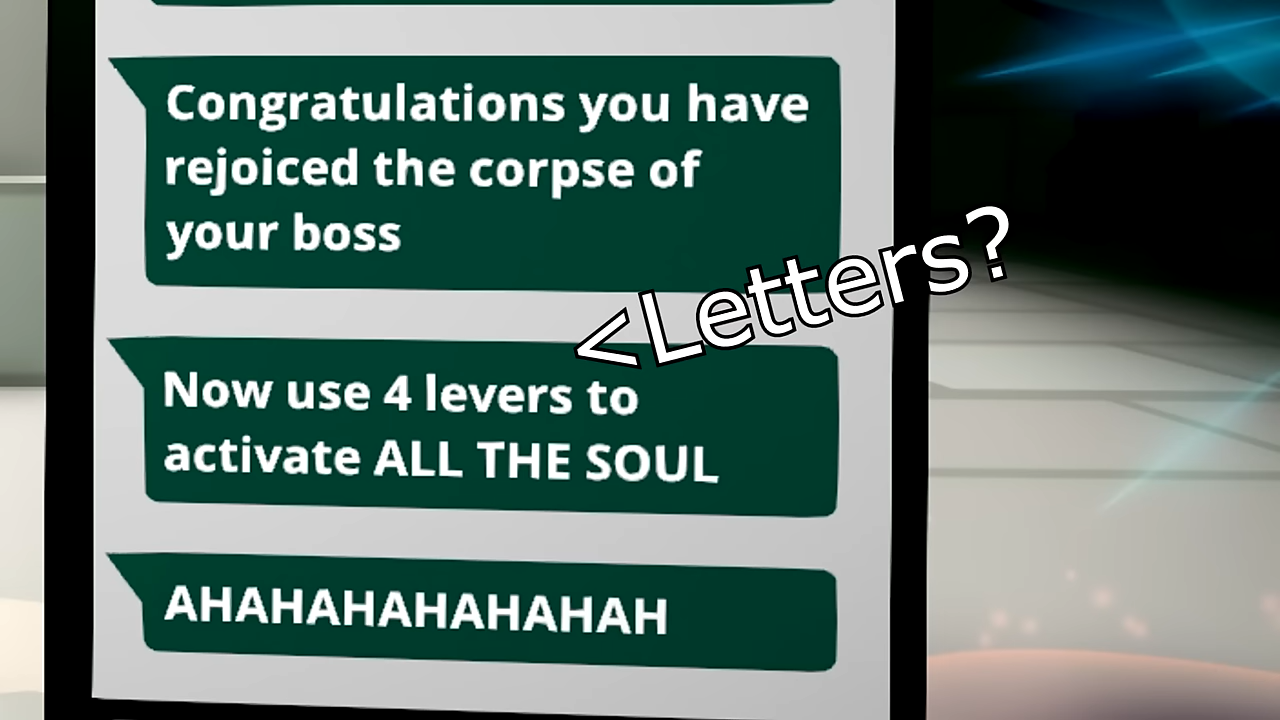 Congratulations you have
rejoiced the corpse of
your boss
<Letters?
Now use 4 levers to
activate ALL THE SOUL
AHAHAHAHAHAHAH